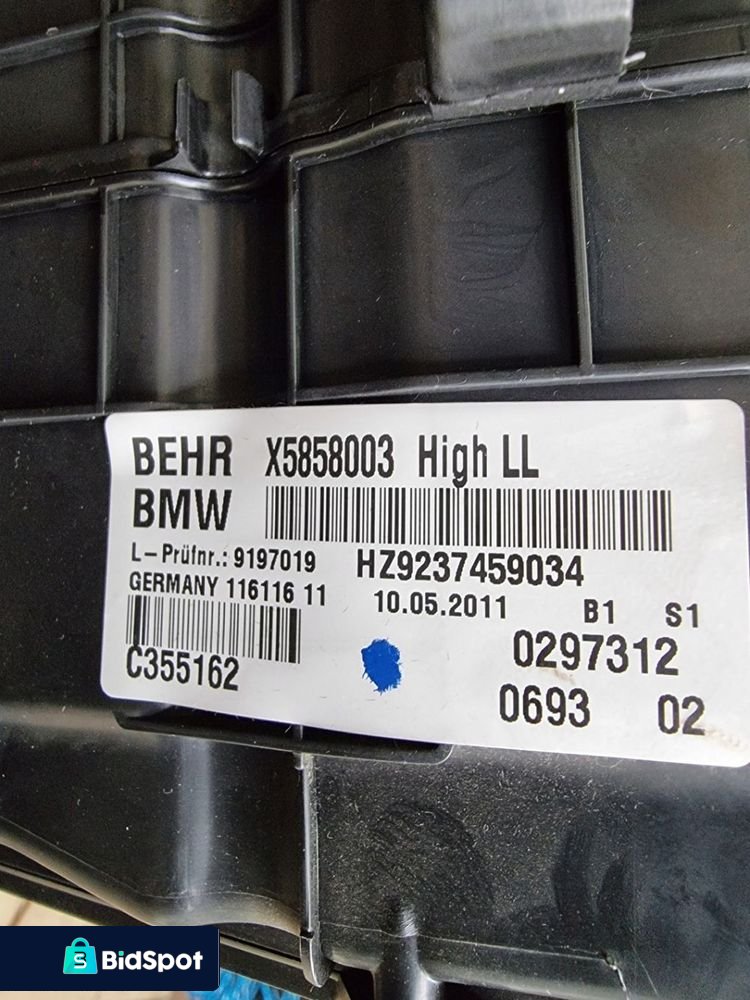 BEHR X5858003 High LL
BMW
L-Prüfnr.: 9197019 HZ9237459034
GERMANY 116116 11 10.05.2011 B1 S1
C355162 0297312
0693 02
BidSpot